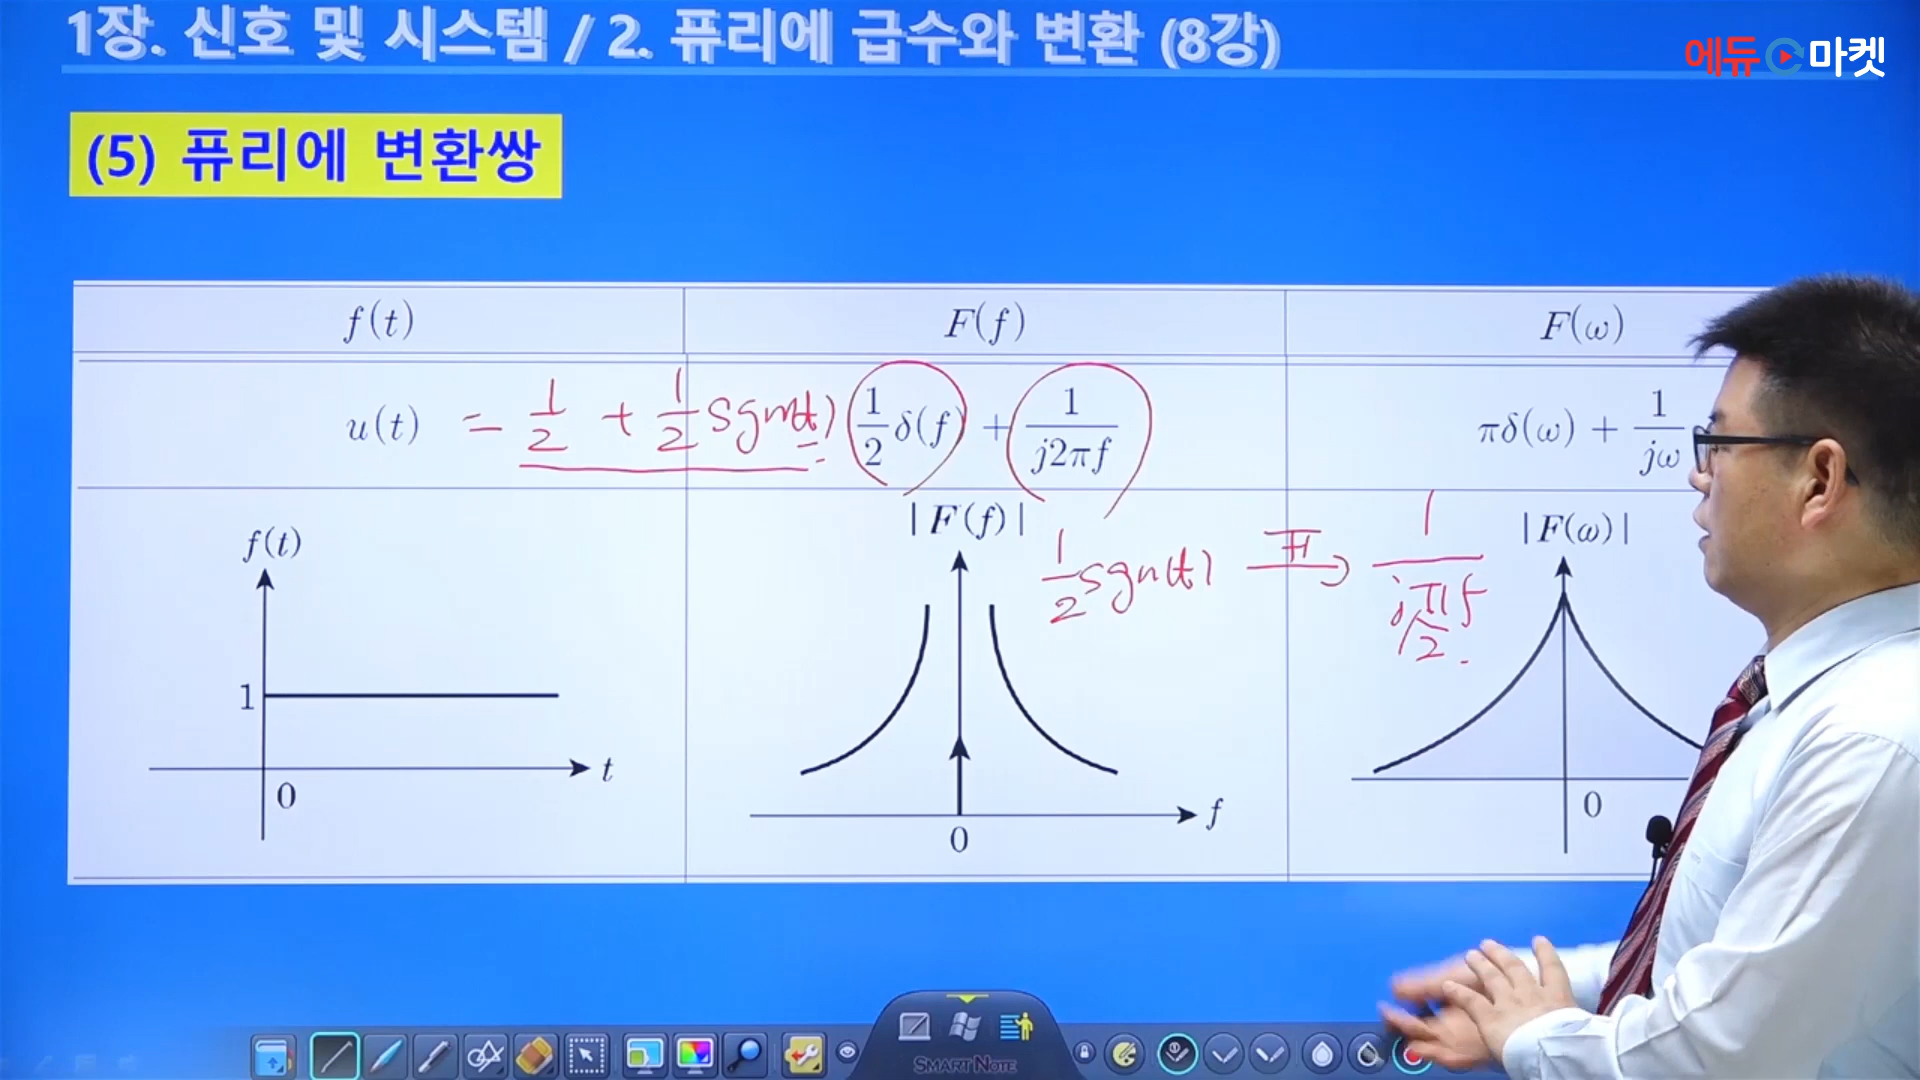 1장. 신호 및 시스템 / 2. 퓨리에 급수와 변환 (8강)
에듀 마켓
(5) 퓨리에 변환쌍
f(t) F(f) F(ω)
u(t) = 1/2 + 1/2 sgn(t) 1/2 δ(f) + 1/j2πf πδ(ω) + 1/jω
f(t) |F(f)| |F(ω)|
1/2 sgn(t) F → 1/jπf
/2
1
0 t
0 f
0
SMART NOTE